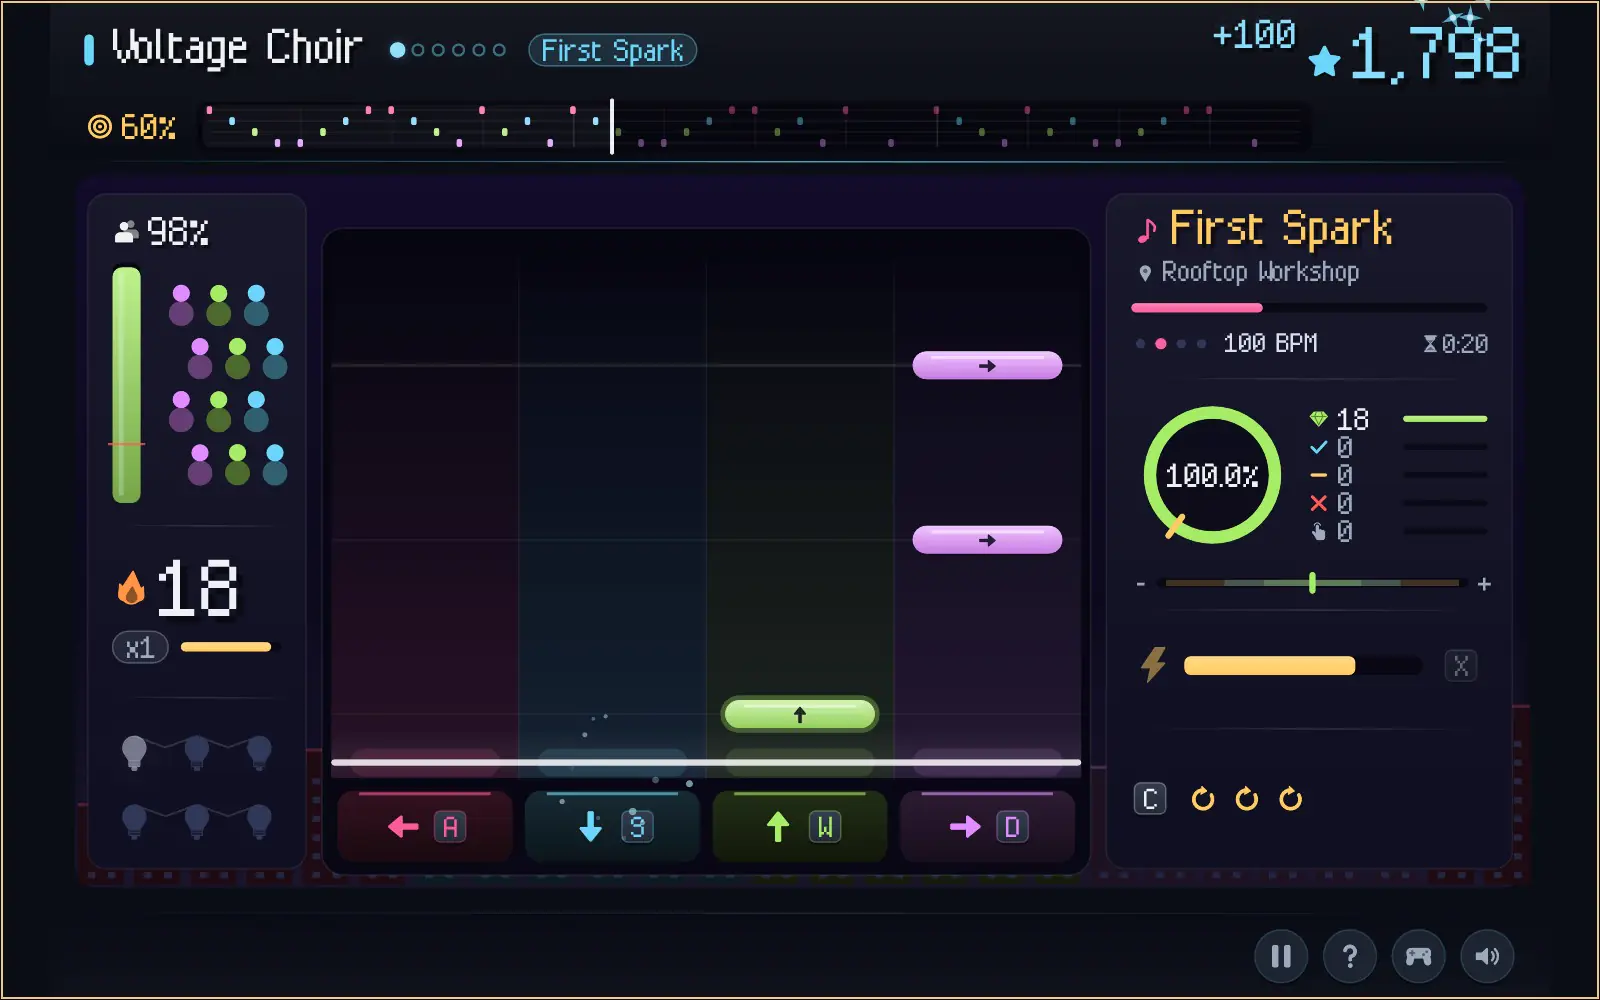 Voltage Choir
First Spark
+100
1,798
60%
98%
18
x1
A
S
W
D
First Spark
Rooftop Workshop
100 BPM
0:20
100.0%
18
0
0
0
0
- +
X
C
?